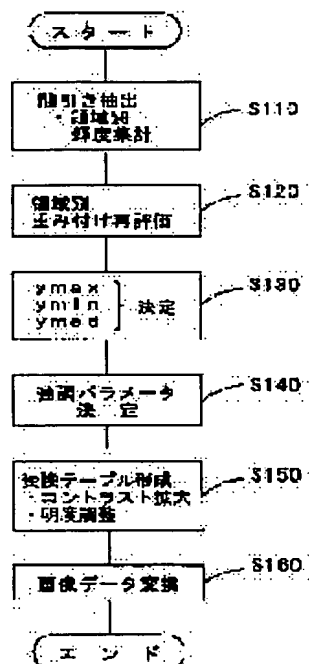 スタート
間引き抽出
・領域別
輝度集計
S110
領域別
重み付け再評価
S120
ymax
ymin
ymed
決定
S130
強調パラメータ
決定
S140
変換テーブル形成
・コントラスト拡大
・明度調整
S150
画像データ変換
S160
エンド